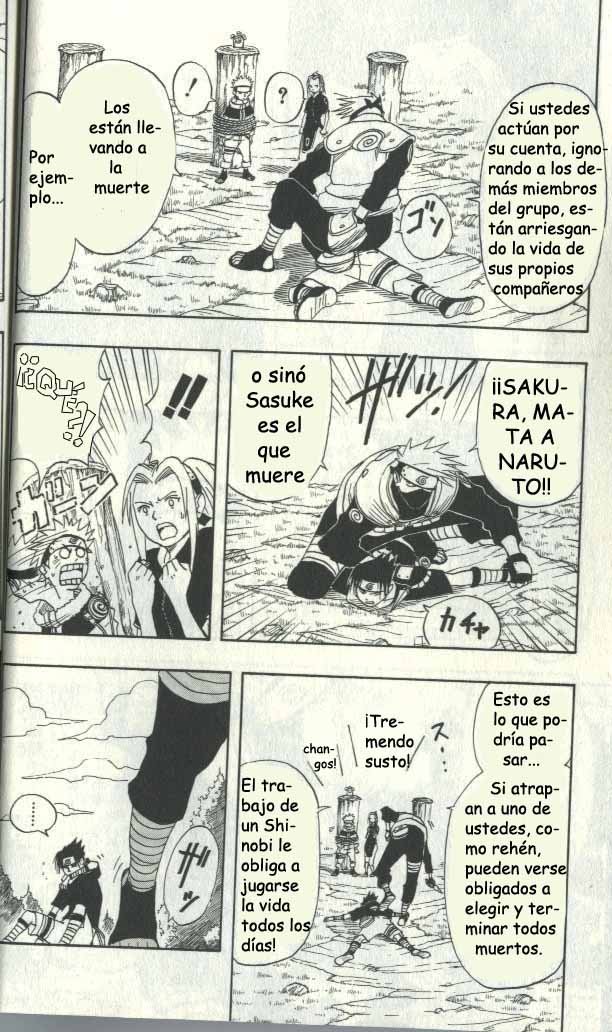 Si ustedes
actúan por
su cuenta, igno-
rando a los de-
más miembros
del grupo, es-
tán arriesgan-
do la vida de
sus propios
compañeros
?
!
ゴッ
Los
están lle-
vando a
la
muerte
Por
ejem-
plo...
¡¡SAKU-
RA, MA-
TA A
NARU-
TO!!
o sinó
Sasuke
es el
que
muere
カチャ
!!
¡¡¿QUÉ?!
ガーン
Esto es
lo que po-
dría pa-
sar...
Si atrap-
an a uno de
ustedes, co-
mo rehén,
pueden verse
obligados a
elegir y ter-
minar todos
muertos.
ス…
¡Tre-
mendo
susto!
chan-
gos!
El tra-
bajo de
un Shi-
nobi le
obliga a
jugarse
la vida
todos los
días!
ザッ
......